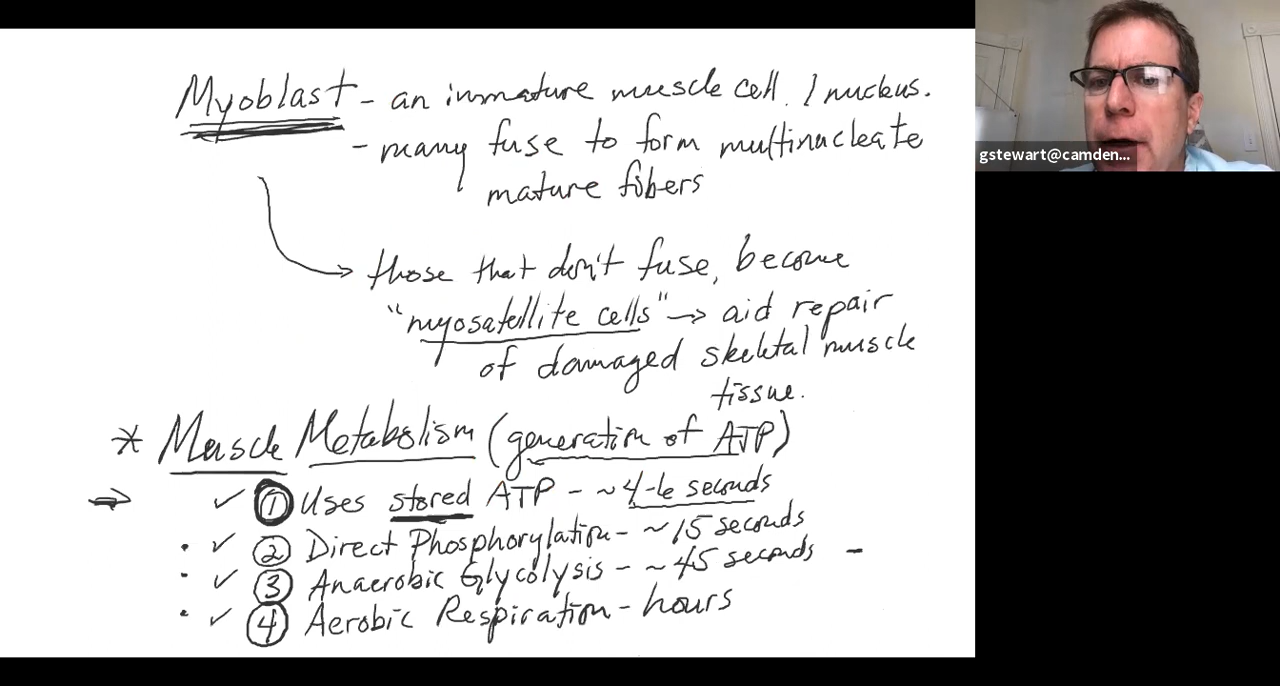 Myoblast - an immature muscle cell. 1 nucleus.
- many fuse to form multinucleate
mature fibers
those that don't fuse, become
"myosatellite cells" → aid repair
of damaged skeletal muscle
tissue.
* Muscle Metabolism (generation of ATP)
⇒ ✓ ① Uses stored ATP - ~4-6 seconds
• ✓ ② Direct Phosphorylation - ~15 seconds
• ✓ ③ Anaerobic Glycolysis - ~45 seconds -
• ✓ ④ Aerobic Respiration - hours
gstewart@camden...